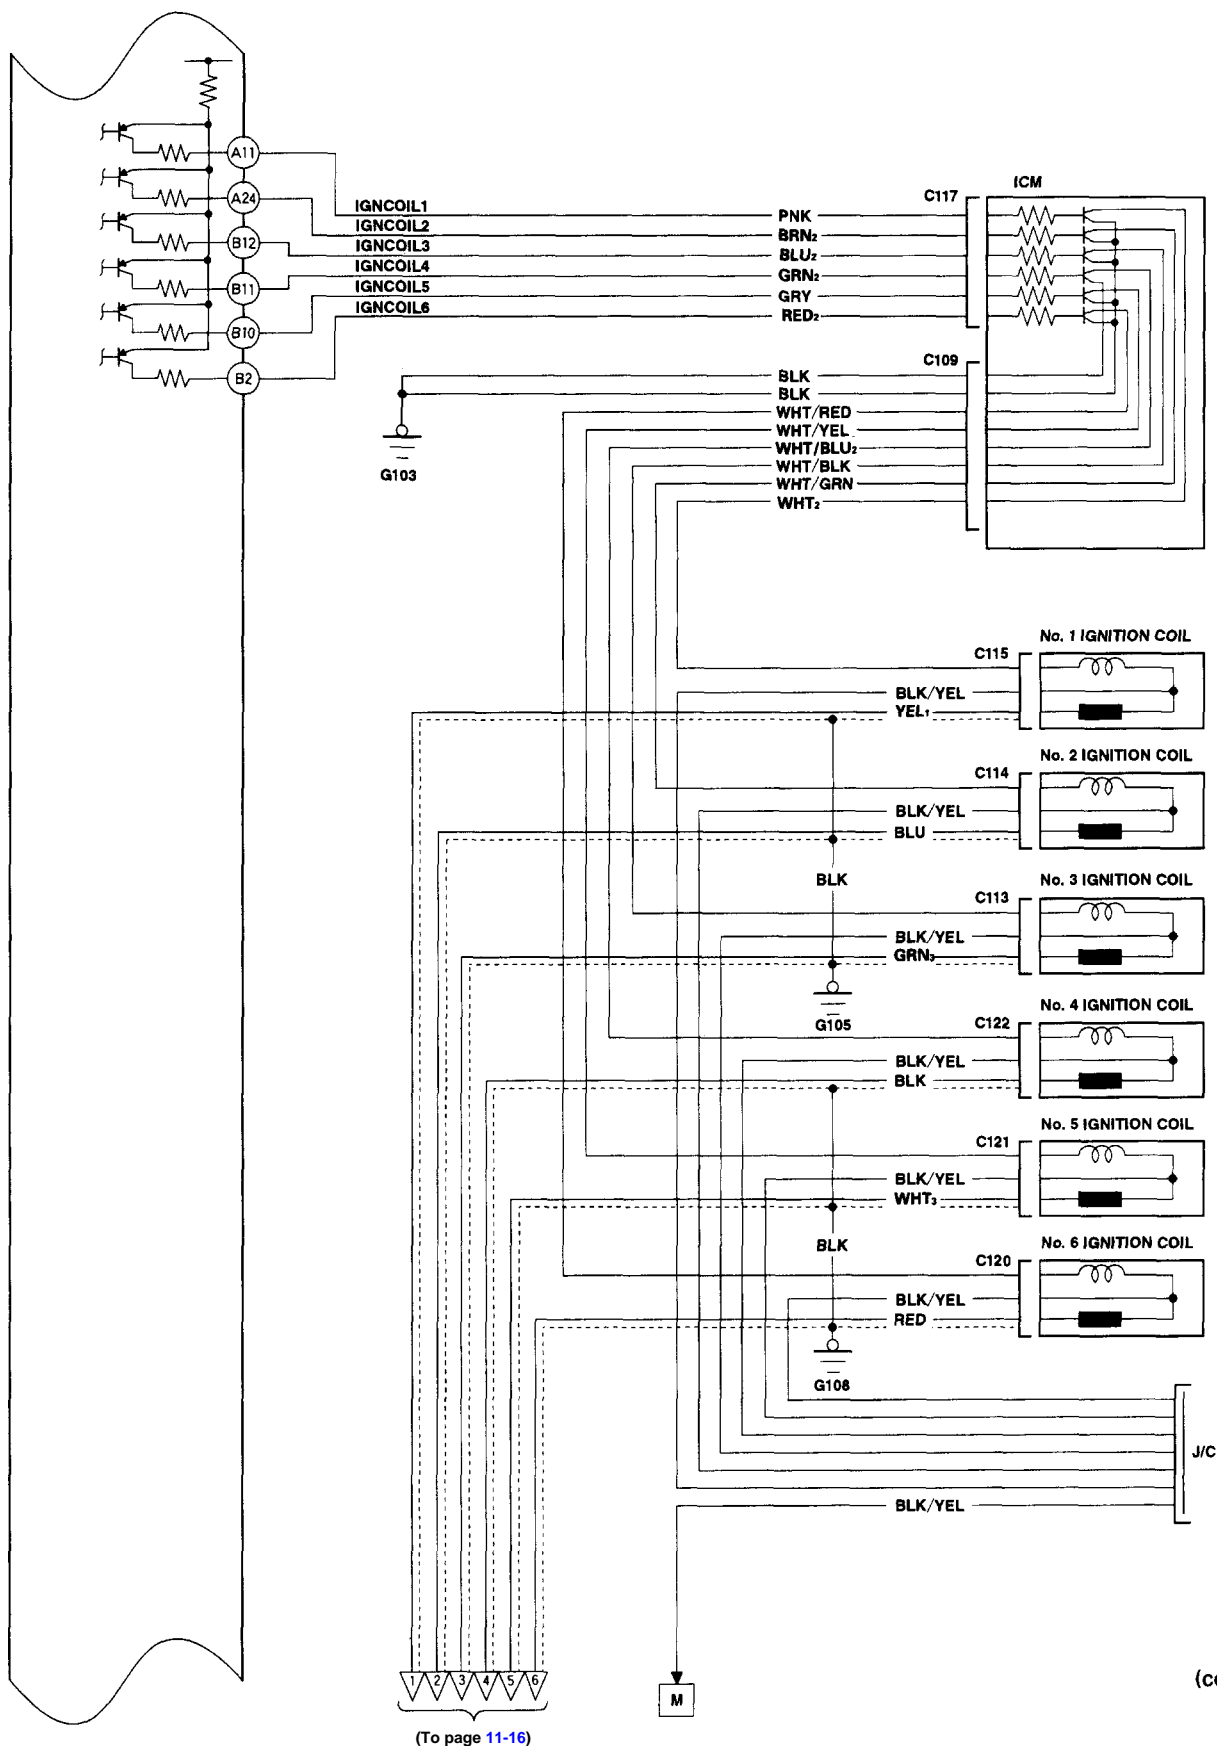 A11
A24
B12
B11
B10
B2
IGNCOIL1
IGNCOIL2
IGNCOIL3
IGNCOIL4
IGNCOIL5
IGNCOIL6
C117
ICM
PNK
BRN₂
BLU₂
GRN₂
GRY
RED₂
C109
BLK
BLK
WHT/RED
WHT/YEL
WHT/BLU₂
WHT/BLK
WHT/GRN
WHT₂
G103
No. 1 IGNITION COIL
C115
BLK/YEL
YEL₁
No. 2 IGNITION COIL
C114
BLK/YEL
BLU
BLK
No. 3 IGNITION COIL
C113
BLK/YEL
GRN₃
G105
No. 4 IGNITION COIL
C122
BLK/YEL
BLK
No. 5 IGNITION COIL
C121
BLK/YEL
WHT₃
BLK
No. 6 IGNITION COIL
C120
BLK/YEL
RED
G108
J/C
BLK/YEL
1 2 3 4 5 6
M
(To page 11-16)